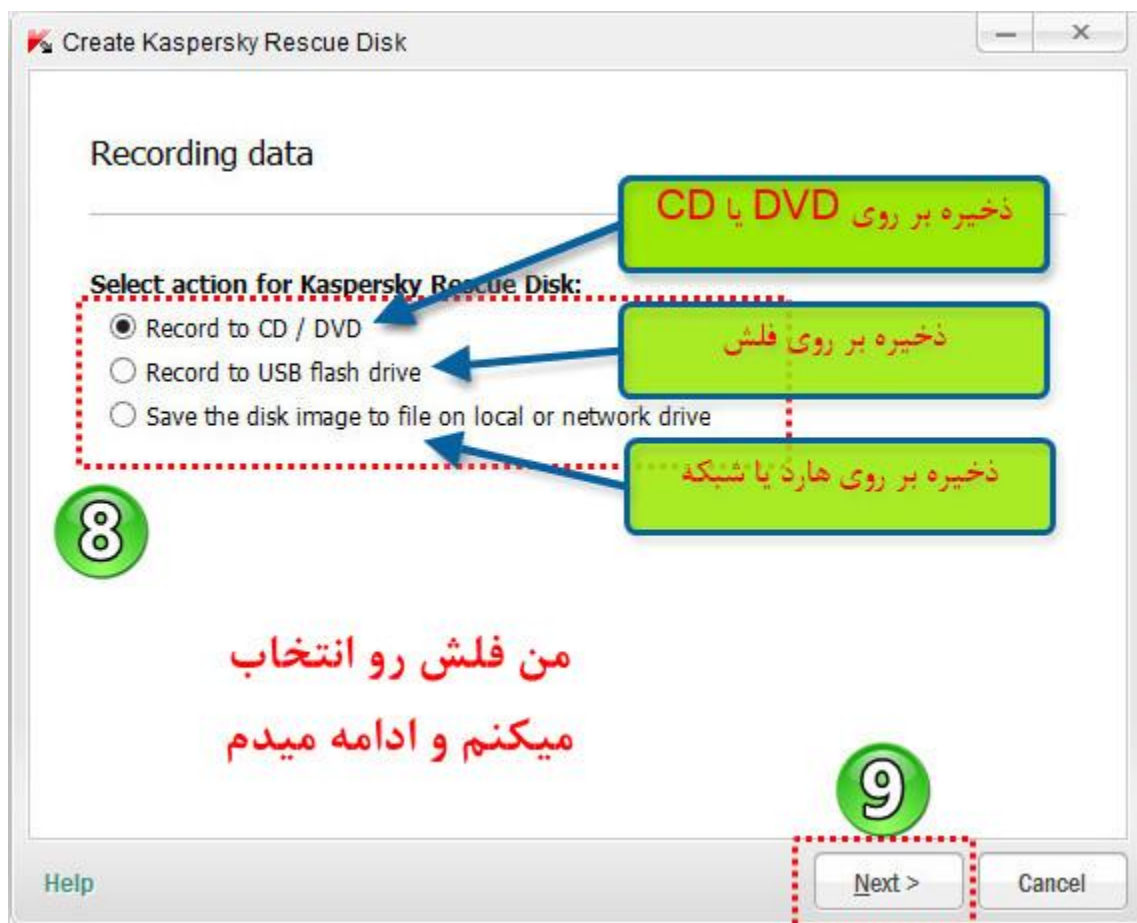 Create Kaspersky Rescue Disk
Recording data
ذخیره بر روی DVD یا CD
Select action for Kaspersky Rescue Disk:
Record to CD / DVD
ذخیره بر روی فلش
Record to USB flash drive
Save the disk image to file on local or network drive
ذخیره بر روی هارد یا شبکه
8
من فلش رو انتخاب
میکنم و ادامه میدم
9
Help
Next >
Cancel